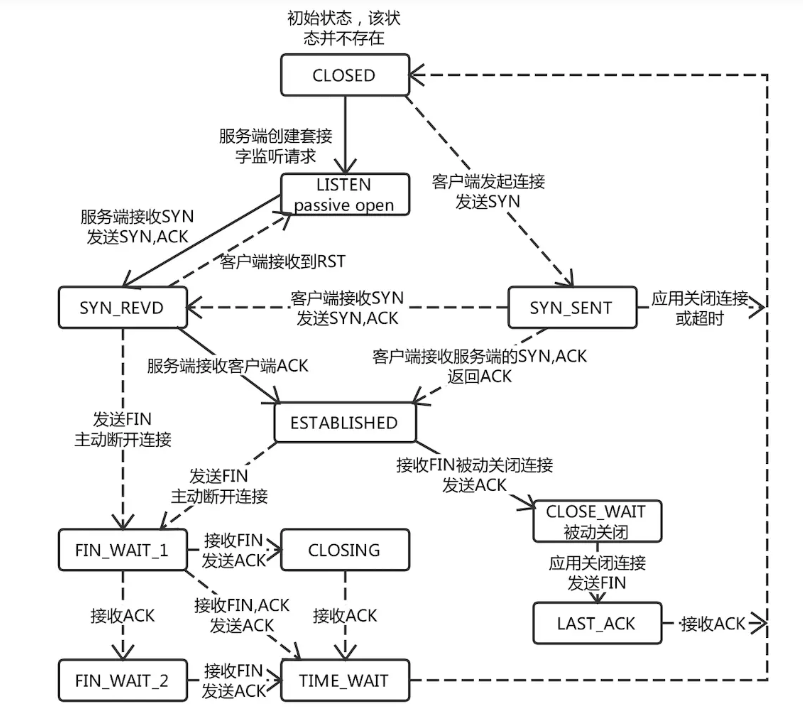 初始状态，该状
态并不存在
CLOSED
服务端创建套接
字监听请求
LISTEN
passive open
客户端发起连接
发送SYN
服务端接收SYN
发送SYN,ACK
客户端接收到RST
SYN_REVD
客户端接收SYN
发送SYN,ACK
SYN_SENT
应用关闭连接
或超时
服务端接收客户端ACK
客户端接收服务端的SYN,ACK
返回ACK
发送FIN
主动断开连接
ESTABLISHED
发送FIN
主动断开连接
接收FIN被动关闭连接
发送ACK
CLOSE_WAIT
被动关闭
FIN_WAIT_1
接收FIN
发送ACK
CLOSING
应用关闭连接
发送FIN
接收ACK
接收FIN,ACK
发送ACK
接收ACK
LAST_ACK
接收ACK
FIN_WAIT_2
接收FIN
发送ACK
TIME_WAIT